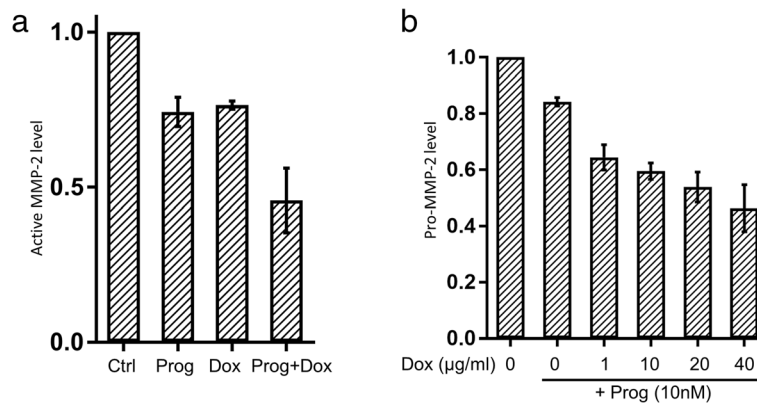 a
Active MMP-2 level
1.0
0.5
0.0
Ctrl Prog Dox Prog+Dox
b
Pro-MMP-2 level
1.0
0.8
0.6
0.4
0.2
0.0
Dox (μg/ml) 0 0 1 10 20 40
+ Prog (10nM)